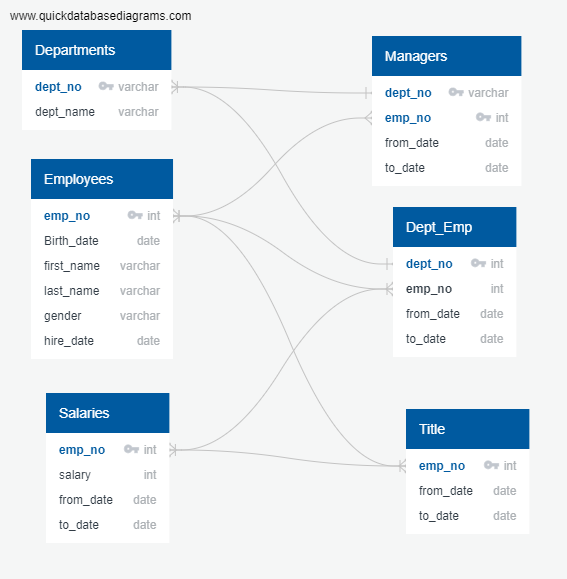 www.quickdatabasediagrams.com
Departments
dept_no varchar
dept_name varchar
Managers
dept_no varchar
emp_no int
from_date date
to_date date
Employees
emp_no int
Birth_date date
first_name varchar
last_name varchar
gender varchar
hire_date date
Dept_Emp
dept_no int
emp_no int
from_date date
to_date date
Salaries
emp_no int
salary int
from_date date
to_date date
Title
emp_no int
from_date date
to_date date